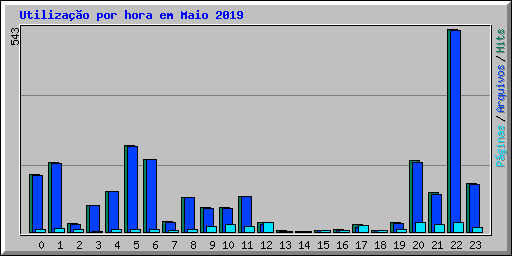 Utilização por hora em Maio 2019
543
Páginas / Arquivos / Hits
0 1 2 3 4 5 6 7 8 9 10 11 12 13 14 15 16 17 18 19 20 21 22 23